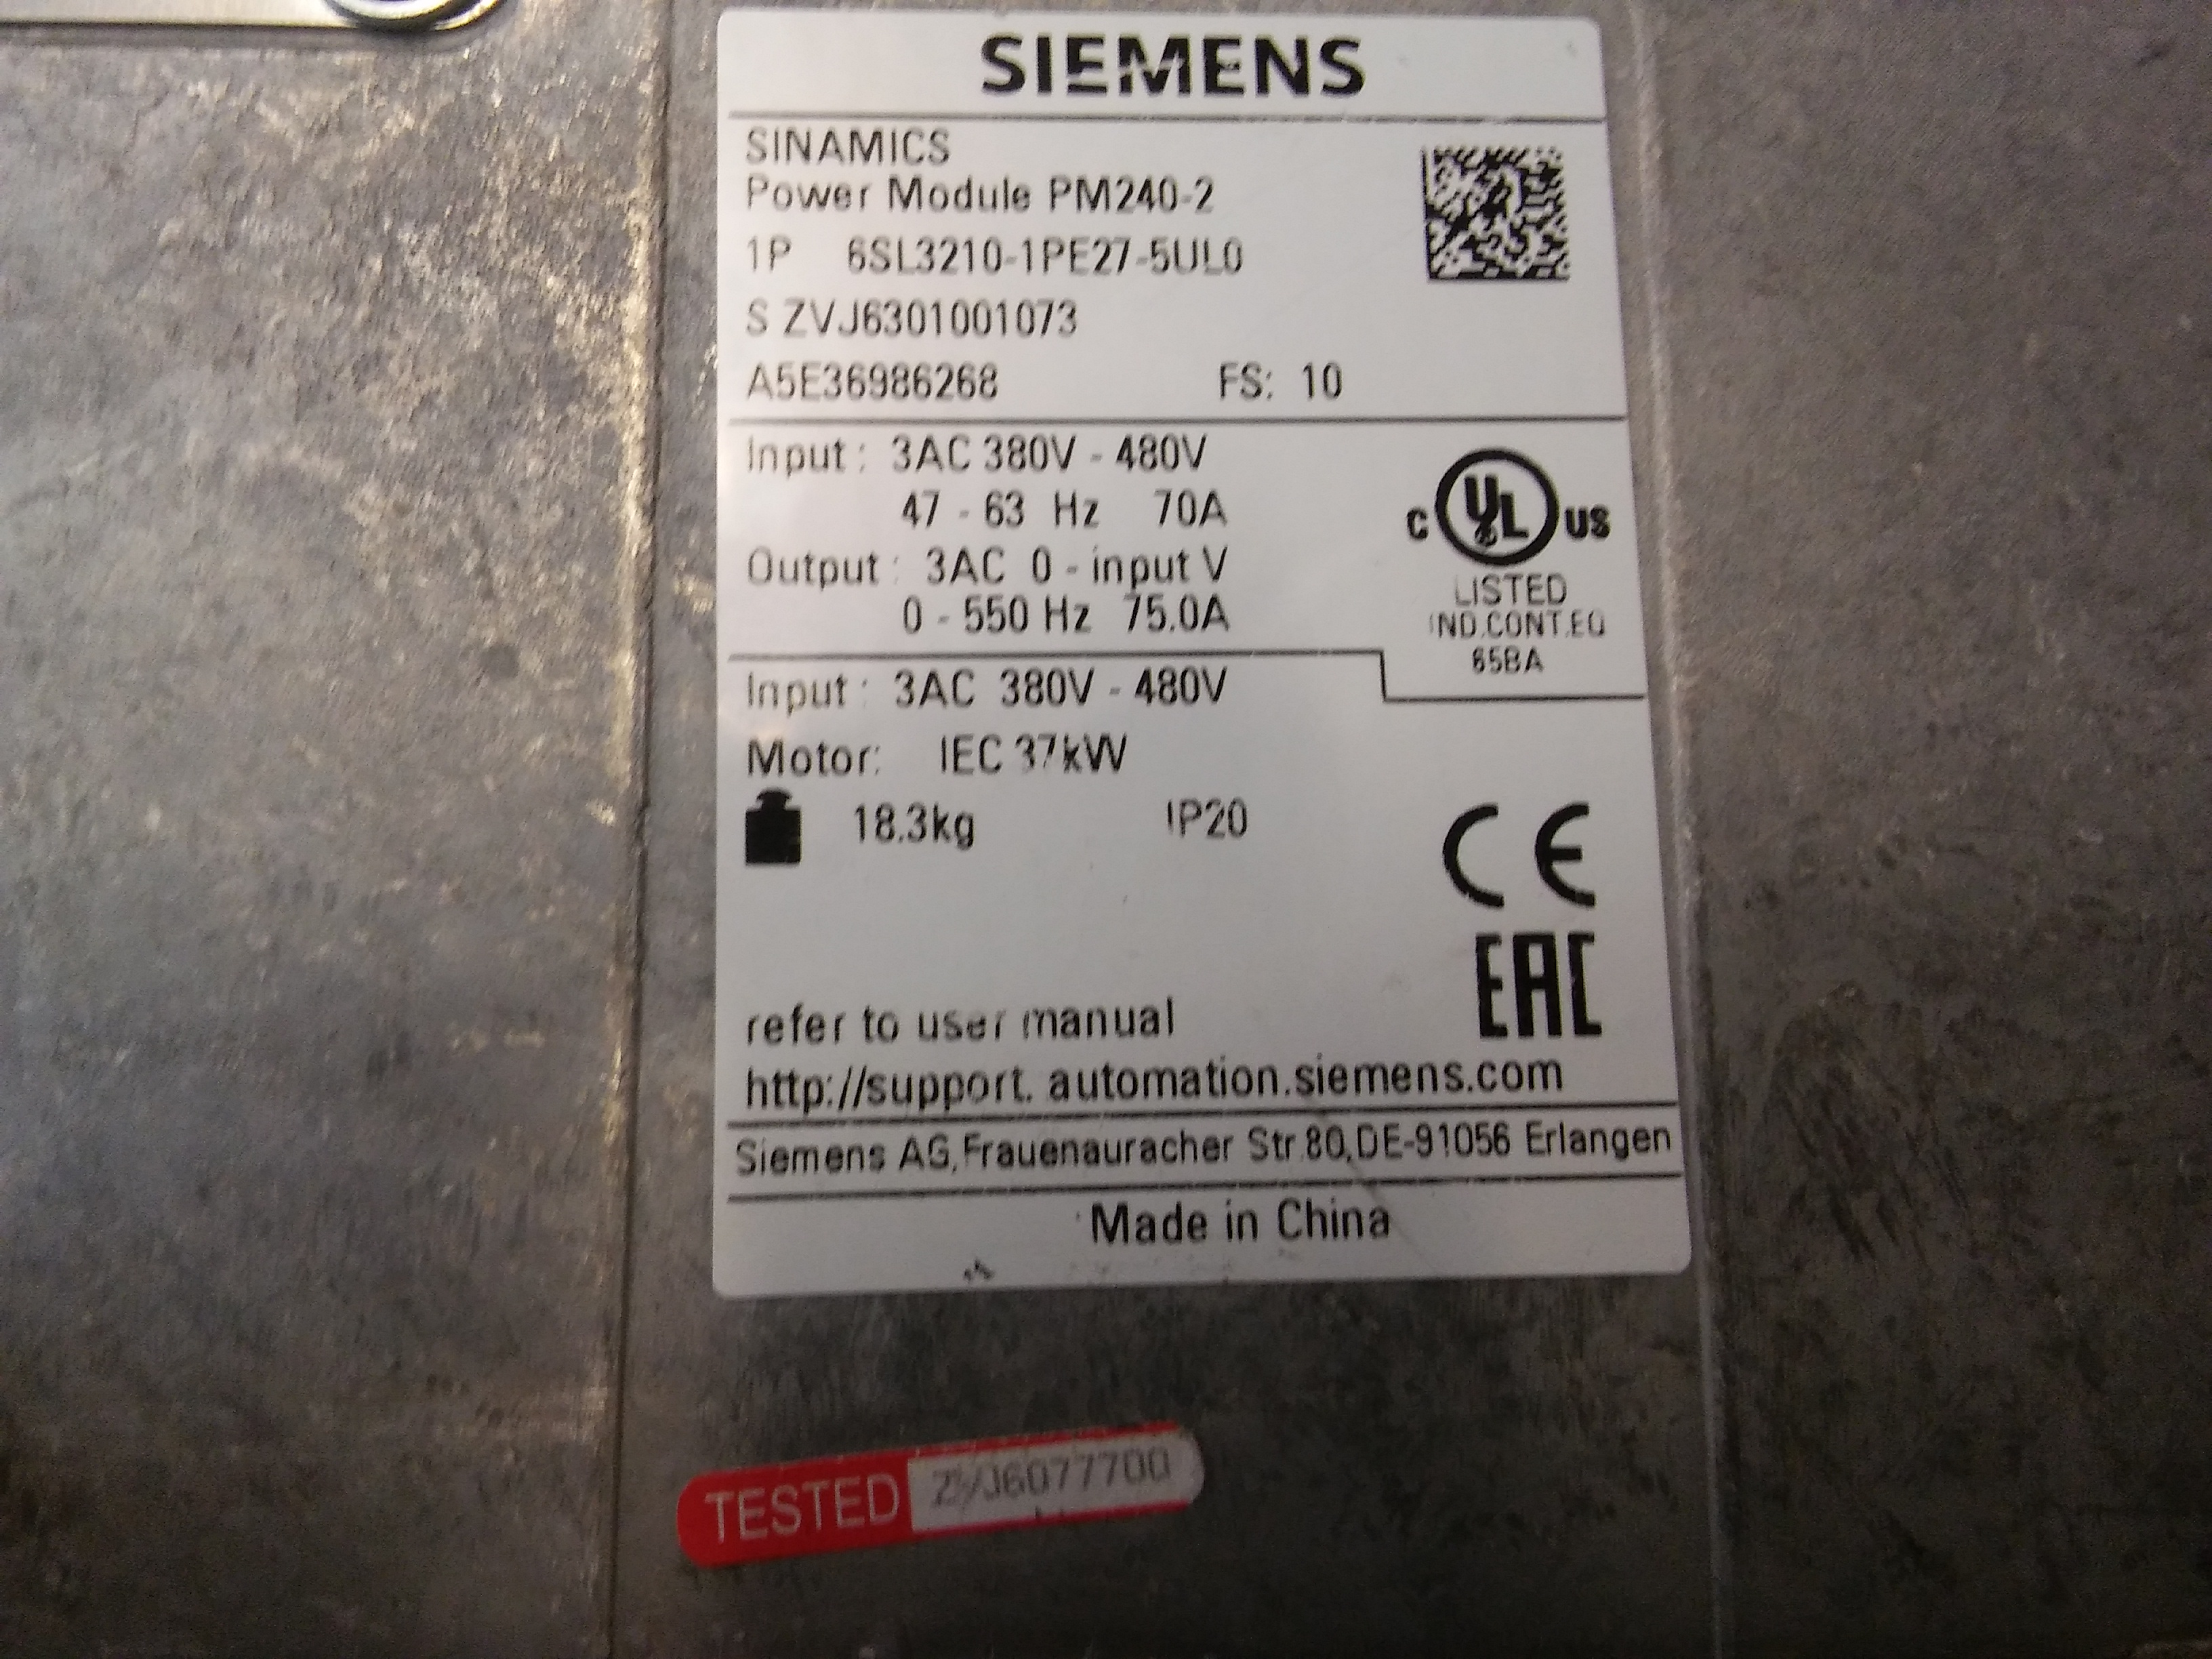 SIEMENS
SINAMICS
Power Module PM240-2
1P 6SL3210-1PE27-5UL0
S ZVJ6301001073
A5E36986268 FS: 10
Input : 3AC 380V - 480V
47 - 63 Hz 70A
Output : 3AC 0 - input V
0 - 550 Hz 75.0A
C UL US
LISTED
IND.CONT.EQ
65BA
Input : 3AC 380V - 480V
Motor: IEC 37kW
18.3kg IP20
CE
EAC
refer to user manual
http://support. automation.siemens.com
Siemens AG,Frauenauracher Str.80,DE-91056 Erlangen
Made in China
TESTED